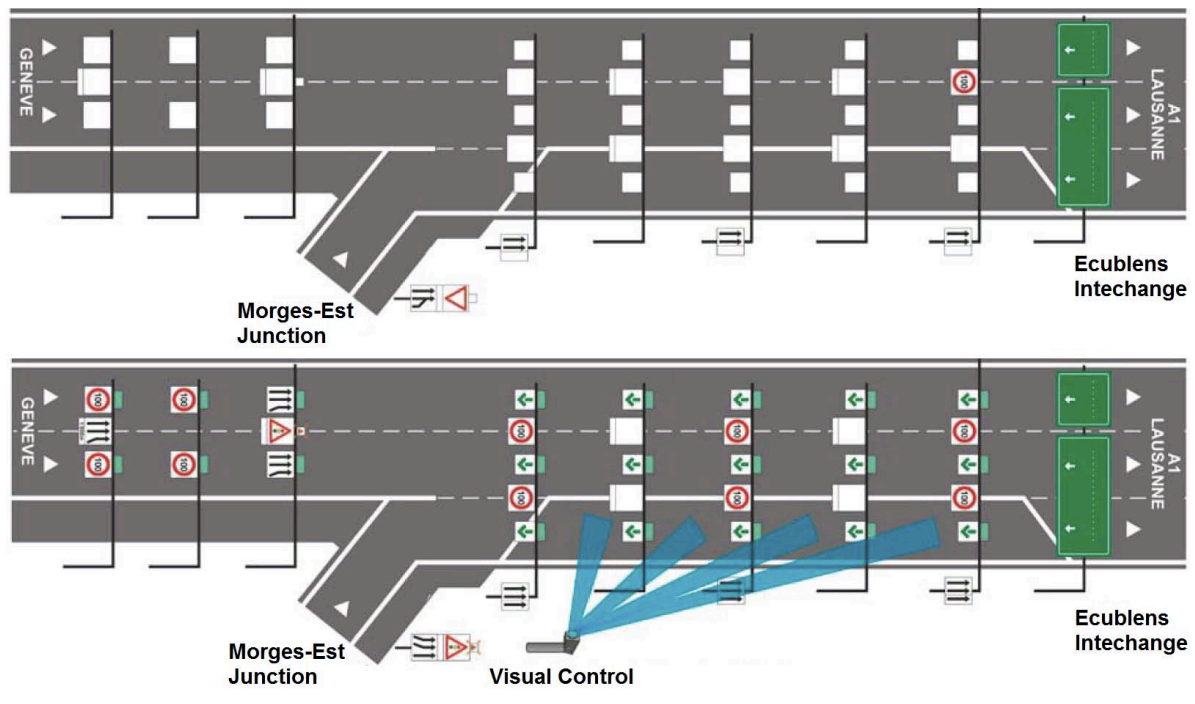 GENEVE
100
A1
LAUSANNE
Ecublens
Intechange
Morges-Est
Junction
GENEVE
100
100
100
100
100
100
100
100
100
100
A1
LAUSANNE
Ecublens
Intechange
Morges-Est
Junction
Visual Control